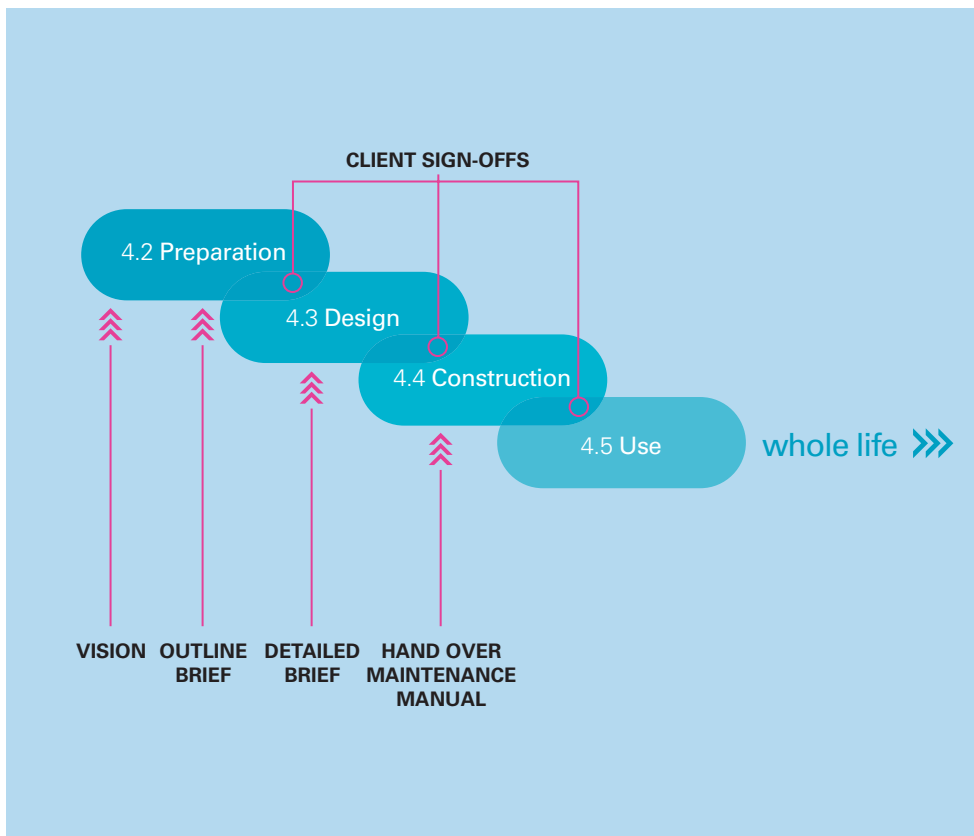 CLIENT SIGN-OFFS
4.2 Preparation
4.3 Design
4.4 Construction
4.5 Use
whole life
VISION
OUTLINE
BRIEF
DETAILED
BRIEF
HAND OVER
MAINTENANCE
MANUAL